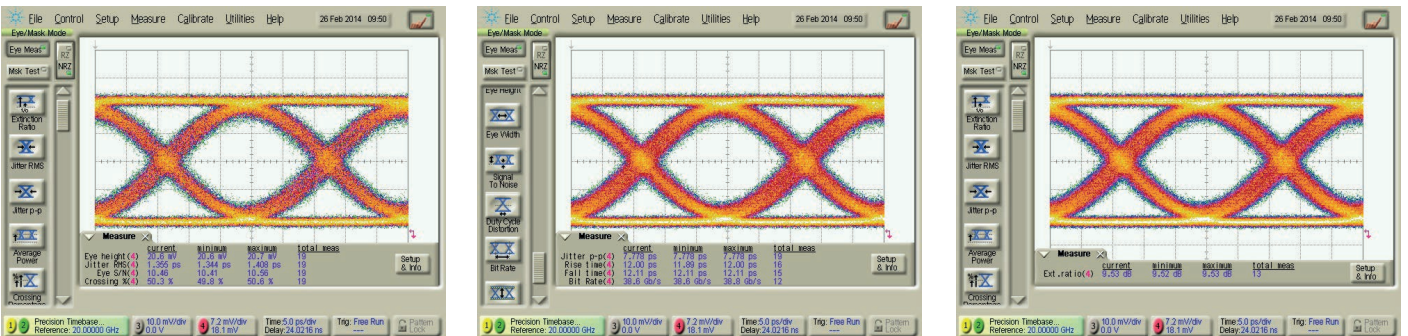 File Control Setup Measure Calibrate Utilities Help 26 Feb 2014 09:50
Eye/Mask Mode
Eye Meas
RZ
NRZ
Msk Test
Extinction
Ratio
Jitter RMS
Jitter p-p
Average
Power
Crossing
Measure
current minimum maximum total meas
Eye height(4) 20.6 mV 20.6 mV 20.7 mV 19
Jitter RMS(4) 1.355 ps 1.344 ps 1.408 ps 19
Eye S/N(4) 10.46 10.41 10.56 19
Crossing %(4) 50.3 % 49.8 % 50.6 % 19
Setup
& Info
1 2 Precision Timebase...
Reference: 20.00000 GHz
3 10.0 mV/div
0.0 V
4 7.2 mV/div
18.1 mV
Time:5.0 ps/div
Delay:24.0216 ns
Trig: Free Run
---
Pattern
Lock
File Control Setup Measure Calibrate Utilities Help 26 Feb 2014 09:50
Eye/Mask Mode
Eye Meas
RZ
NRZ
Msk Test
Eye Height
Eye Width
Signal
To Noise
Duty Cycle
Distortion
Bit Rate
Measure
current minimum maximum total meas
Jitter p-p(4) 7.778 ps 7.778 ps 7.778 ps 19
Rise time(4) 12.00 ps 11.89 ps 12.00 ps 16
Fall time(4) 12.11 ps 12.11 ps 12.11 ps 15
Bit Rate(4) 38.6 Gb/s 38.6 Gb/s 38.8 Gb/s 12
Setup
& Info
1 2 Precision Timebase...
Reference: 20.00000 GHz
3 10.0 mV/div
0.0 V
4 7.2 mV/div
18.1 mV
Time:5.0 ps/div
Delay:24.0216 ns
Trig: Free Run
---
Pattern
Lock
File Control Setup Measure Calibrate Utilities Help 26 Feb 2014 09:50
Eye/Mask Mode
Eye Meas
RZ
NRZ
Msk Test
Extinction
Ratio
Jitter RMS
Jitter p-p
Average
Power
Crossing
Measure
current minimum maximum total meas
Ext.ratio(4) 9.53 dB 9.52 dB 9.53 dB 13
Setup
& Info
1 2 Precision Timebase...
Reference: 20.00000 GHz
3 10.0 mV/div
0.0 V
4 7.2 mV/div
18.1 mV
Time:5.0 ps/div
Delay:24.0216 ns
Trig: Free Run
---
Pattern
Lock